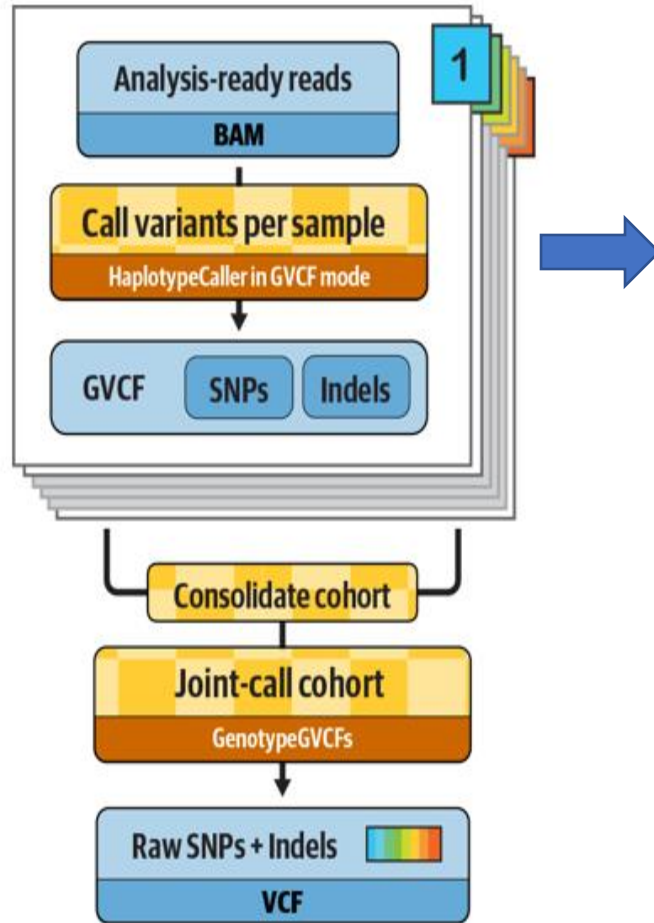 1
Analysis-ready reads
BAM
Call variants per sample
HaplotypeCaller in GVCF mode
GVCF SNPs Indels
Consolidate cohort
Joint-call cohort
GenotypeGVCFs
Raw SNPs + Indels
VCF